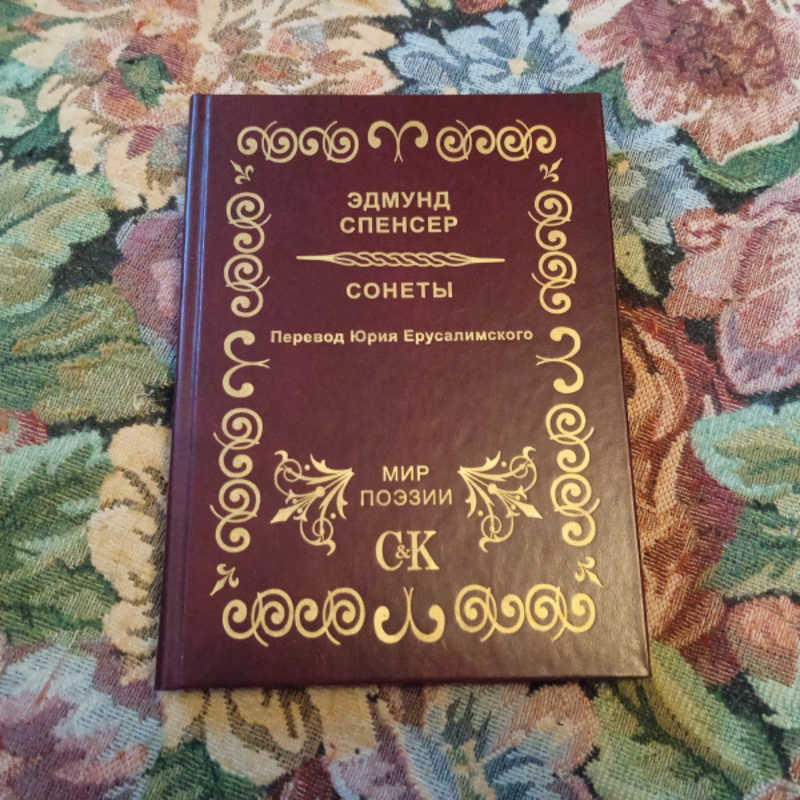 ЭДМУНД
СПЕНСЕР
СОНЕТЫ
Перевод Юрия Ерусалимского
МИР
ПОЭЗИИ
С&К